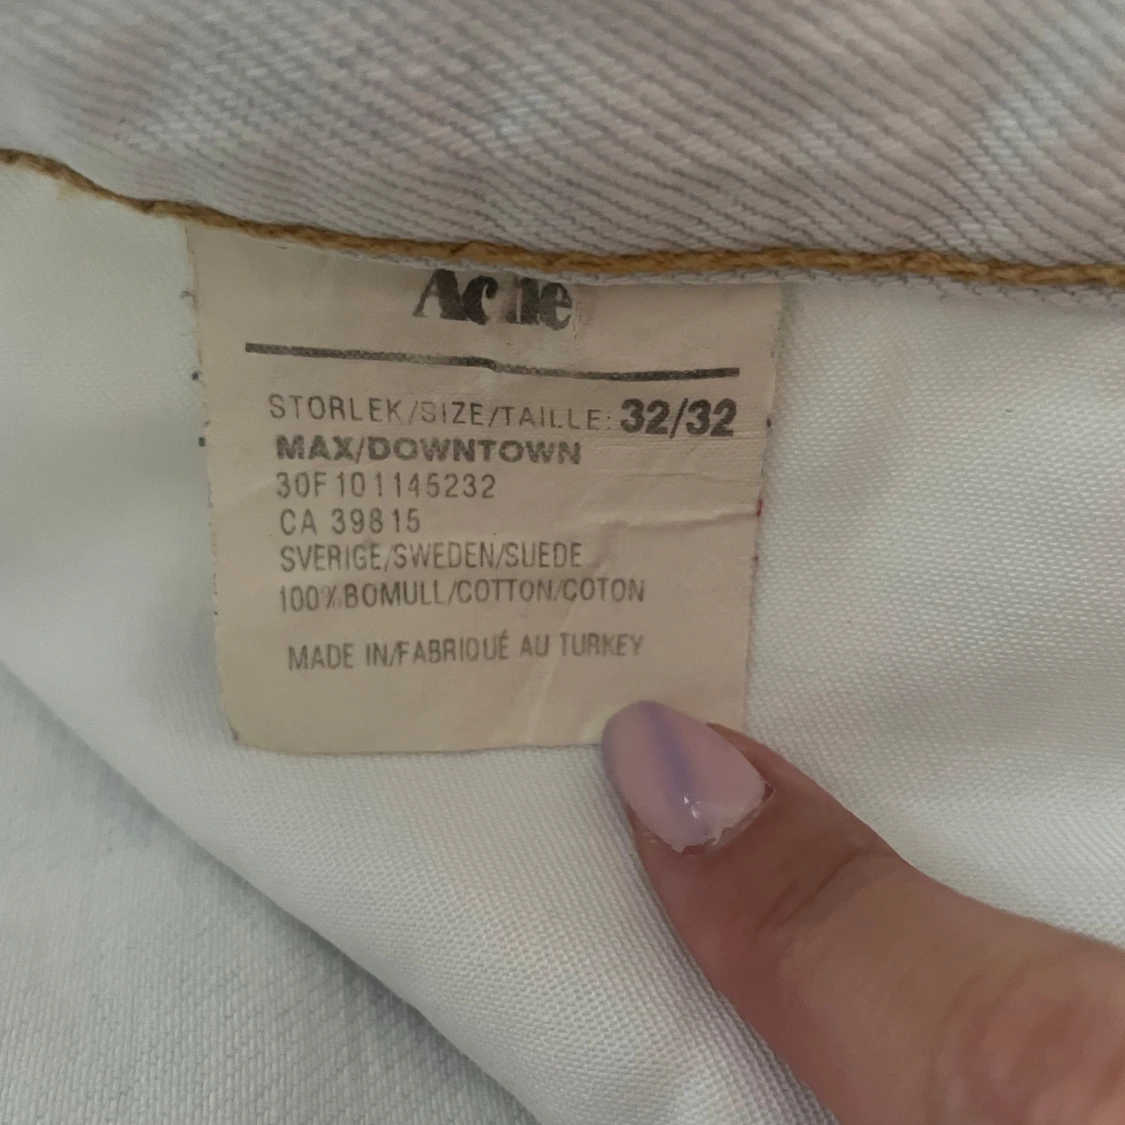 Acne
STORLEK/SIZE/TAILLE: 32/32
MAX/DOWNTOWN
30F101145232
CA 39815
SVERIGE/SWEDEN/SUEDE
100%BOMULL/COTTON/COTON
MADE IN/FABRIQUÉ AU TURKEY